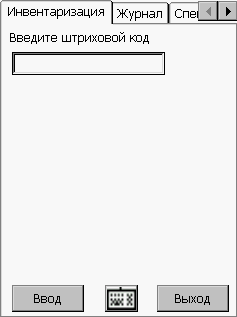 Инвентаризация Журнал
Введите штриховой код
Ввод Выход